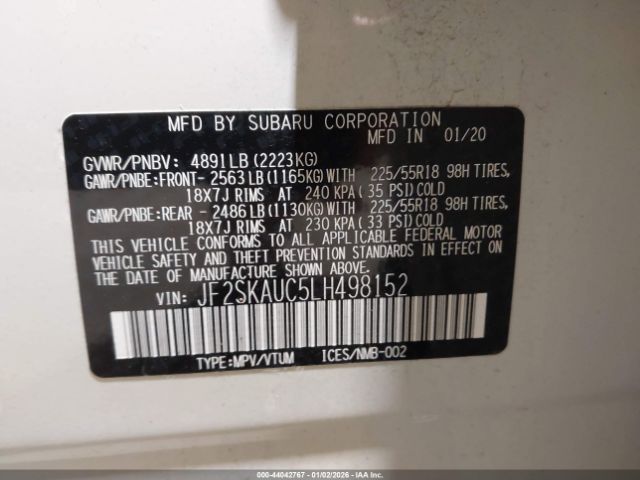 MFD BY SUBARU CORPORATION
MFD IN 01/20
GVWR/PNBV: 4891LB(2223KG)
GAWR/PNBE:FRONT- 2563LB(1165KG)WITH 225/55R18 98H TIRES,
18X7J RIMS AT 240 KPA(35 PSI)COLD
GAWR/PNBE:REAR - 2486LB(1130KG)WITH 225/55R18 98H TIRES,
18X7J RIMS AT 230 KPA(33 PSI)COLD
THIS VEHICLE CONFORMS TO ALL APPLICABLE FEDERAL MOTOR
VEHICLE SAFETY AND THEFT PREVENTION STANDARDS IN EFFECT ON
THE DATE OF MANUFACTURE SHOWN ABOVE.
VIN: JF2SKAUC5LH498152
TYPE:MPV/VTUM ICES/NMB-002
000-44042767 - 01/02/2026 - IAA Inc.